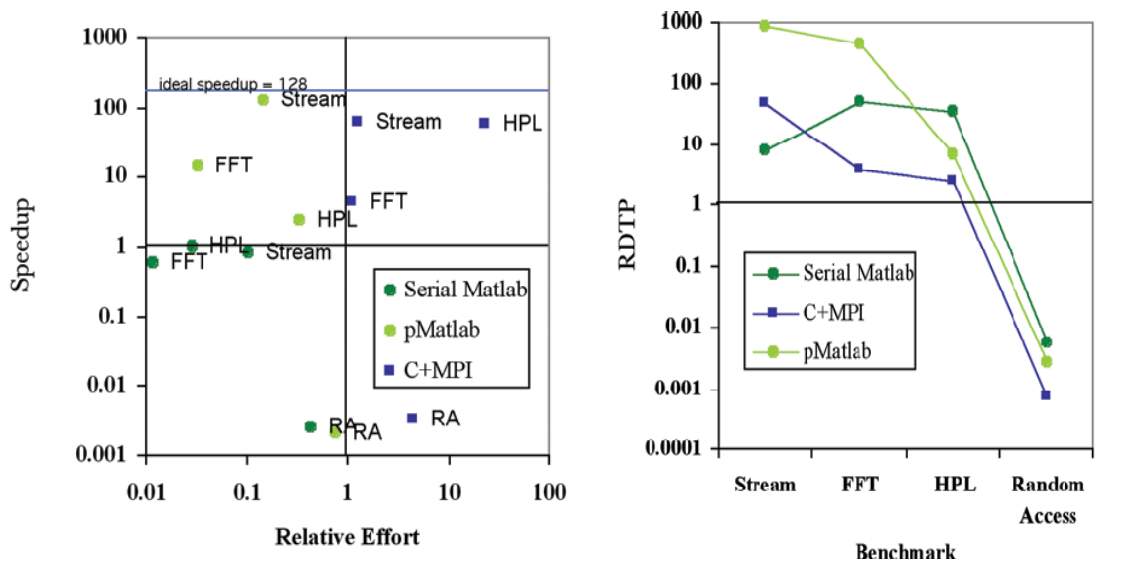 1000
ideal speedup = 128
100
Stream
Stream
HPL
FFT
10
FFT
HPL
1
HPL
Stream
FFT
Speedup
0.1
Serial Matlab
pMatlab
C+MPI
0.01
RA
RA
RA
0.001
0.01 0.1 1 10 100
Relative Effort
1000
100
10
1
RDTP
0.1
0.01
0.001
0.0001
Serial Matlab
C+MPI
pMatlab
Stream FFT HPL Random
Access
Benchmark